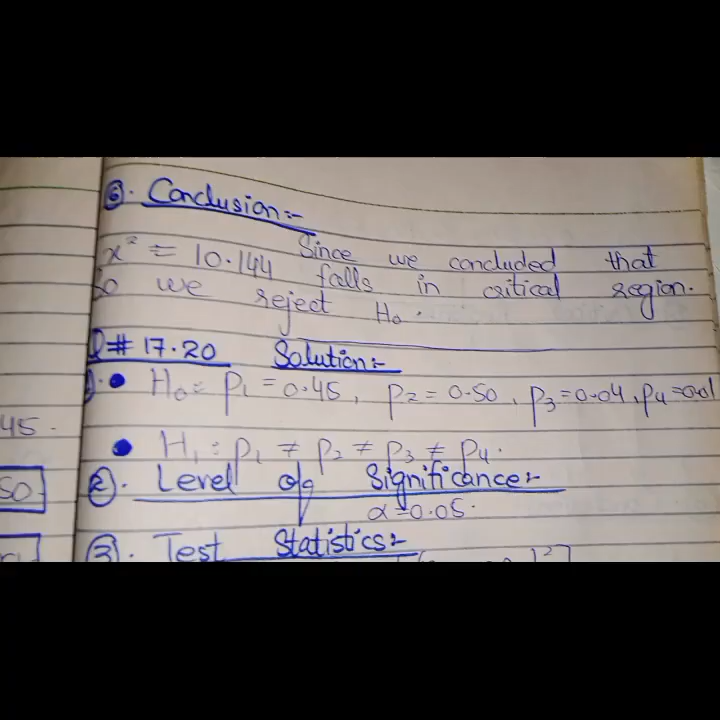 ⑥. Conclusion:-
x² = 10.144 Since we concluded that
falls in critical region.
So we reject H₀.
Q# 17.20 Solution:-
1). • H₀ = p₁ = 0.45, p₂ = 0.50, p₃ = 0.04, p₄ = 0.01
45.
• H₁ : p₁ ≠ p₂ ≠ p₃ ≠ p₄.
②. Level of Significance:-
50
α = 0.05.
③. Test Statistics:-